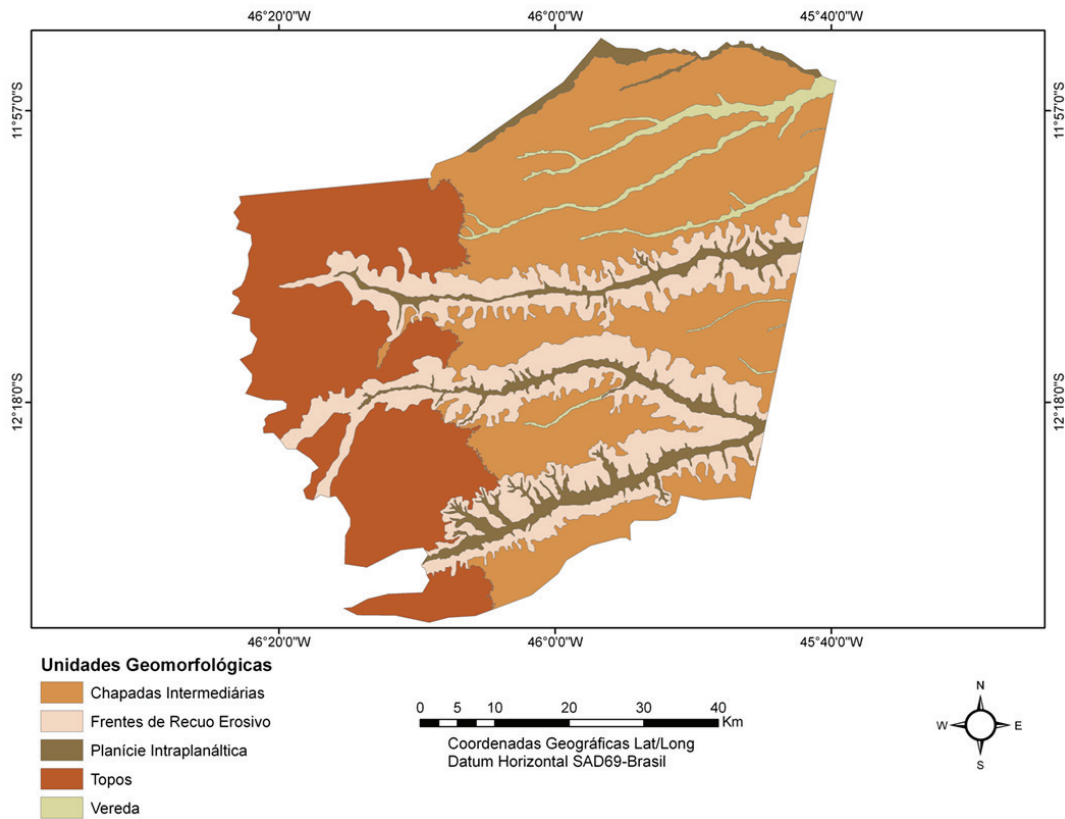 46°20'0"W
46°0'0"W
45°40'0"W
11°57'0"S
11°57'0"S
12°18'0"S
12°18'0"S
46°20'0"W
46°0'0"W
45°40'0"W
Unidades Geomorfológicas
Chapadas Intermediárias
Frentes de Recuo Erosivo
Planície Intraplanáltica
Topos
Vereda
0 5 10 20 30 40
Km
Coordenadas Geográficas Lat/Long
Datum Horizontal SAD69-Brasil
N
W E
S